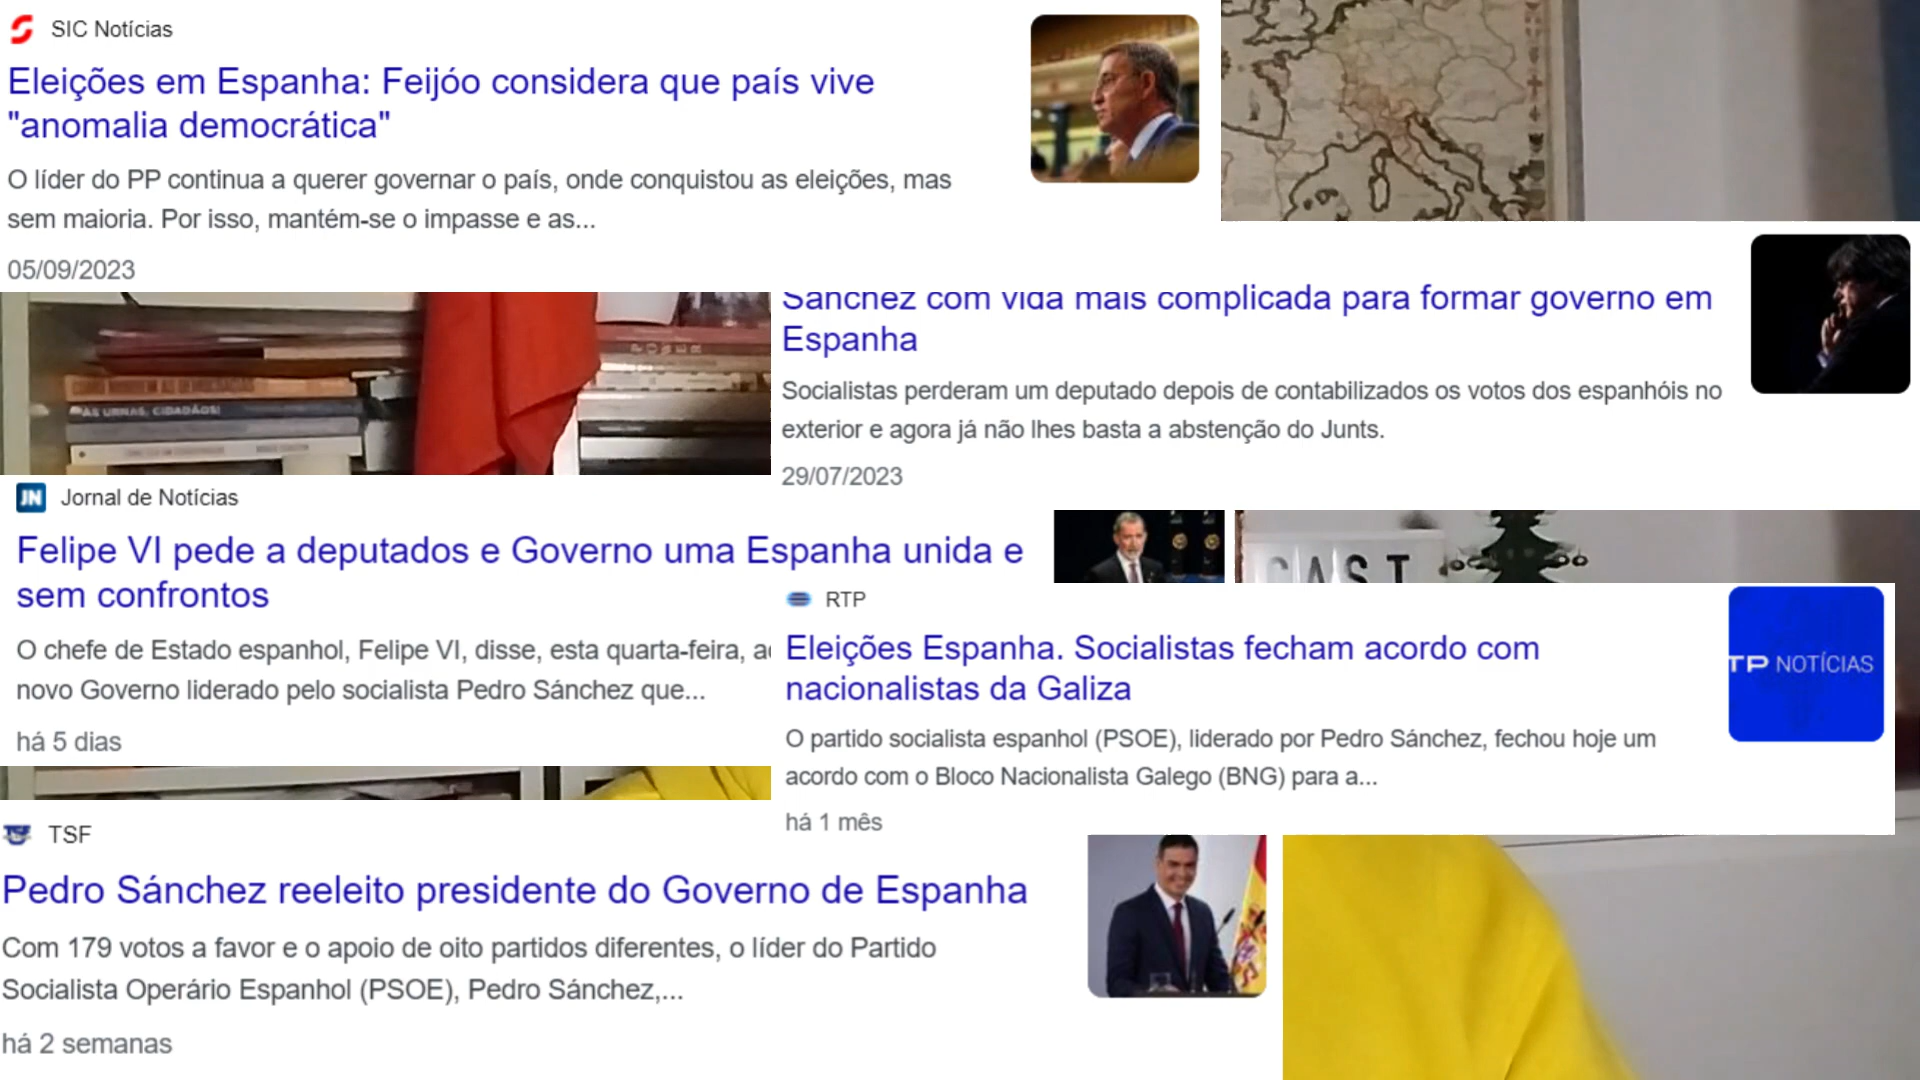 SIC Notícias
Eleições em Espanha: Feijóo considera que país vive
"anomalia democrática"
O líder do PP continua a querer governar o país, onde conquistou as eleições, mas
sem maioria. Por isso, mantém-se o impasse e as...
05/09/2023
Sánchez com vida mais complicada para formar governo em
Espanha
Socialistas perderam um deputado depois de contabilizados os votos dos espanhóis no
exterior e agora já não lhes basta a abstenção do Junts.
29/07/2023
AS URNAS, CIDADÃOS!
JN Jornal de Notícias
Felipe VI pede a deputados e Governo uma Espanha unida e
sem confrontos
O chefe de Estado espanhol, Felipe VI, disse, esta quarta-feira,
novo Governo liderado pelo socialista Pedro Sánchez que...
há 5 dias
CAST
RTP
Eleições Espanha. Socialistas fecham acordo com
nacionalistas da Galiza
O partido socialista espanhol (PSOE), liderado por Pedro Sánchez, fechou hoje um
acordo com o Bloco Nacionalista Galego (BNG) para a...
há 1 mês
TP NOTÍCIAS
TSF TSF
Pedro Sánchez reeleito presidente do Governo de Espanha
Com 179 votos a favor e o apoio de oito partidos diferentes, o líder do Partido
Socialista Operário Espanhol (PSOE), Pedro Sánchez,...
há 2 semanas